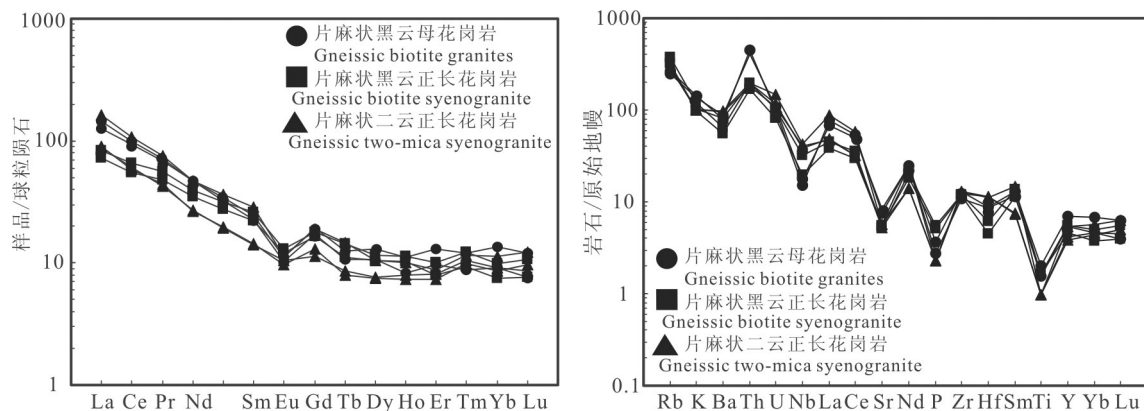 1000
100
10
1
样品/球粒陨石
片麻状黑云母花岗岩
Gneissic biotite granites
片麻状黑云正长花岗岩
Gneissic biotite syenogranite
片麻状二云正长花岗岩
Gneissic two-mica syenogranite
La Ce Pr Nd Sm Eu Gd Tb Dy Ho Er Tm Yb Lu
1000
100
10
1
0.1
岩石/原始地幔
片麻状黑云母花岗岩
Gneissic biotite granites
片麻状黑云正长花岗岩
Gneissic biotite syenogranite
片麻状二云正长花岗岩
Gneissic two-mica syenogranite
Rb K Ba Th U Nb La Ce Sr Nd P Zr Hf Sm Ti Y Yb Lu